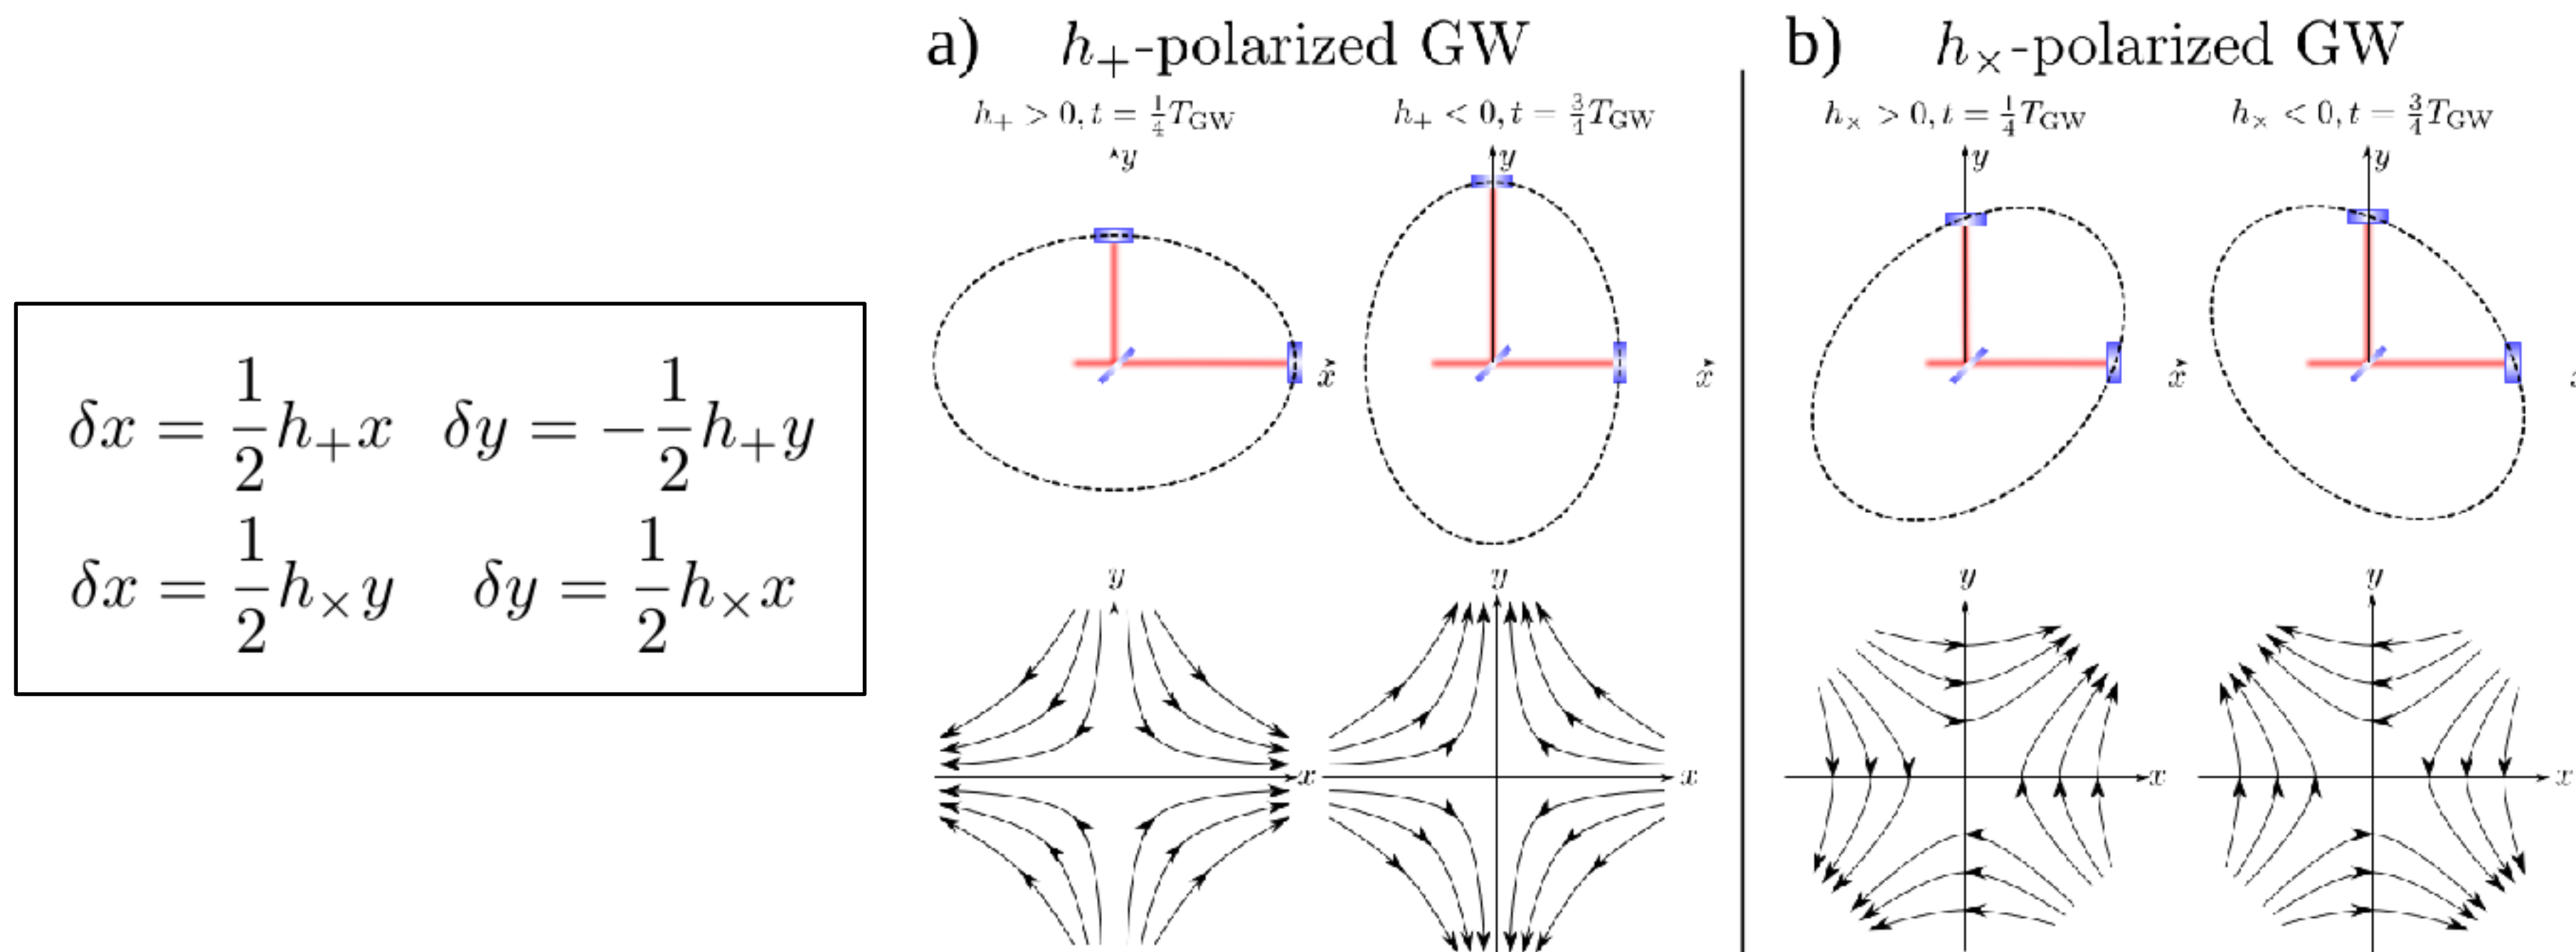 δx = 1/2 h₊x   δy = −1/2 h₊y
δx = 1/2 h×y   δy = 1/2 h×x
a) h₊-polarized GW
h₊ > 0, t = 1/4 T_GW   h₊ < 0, t = 3/4 T_GW
y   y
x   x
y   y
x   x
b) h×-polarized GW
h× > 0, t = 1/4 T_GW   h× < 0, t = 3/4 T_GW
y   y
x
y   y
x   x